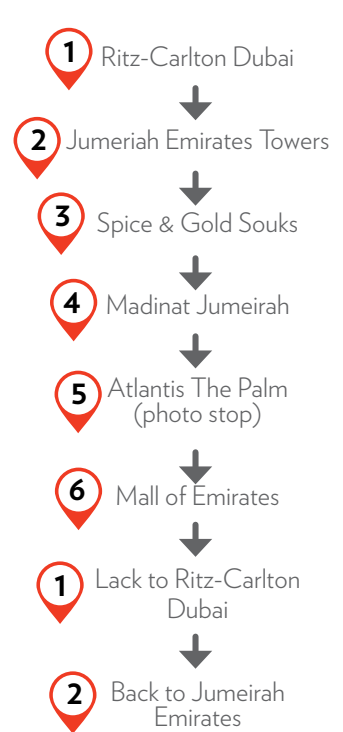 1 Ritz-Carlton Dubai
2 Jumeriah Emirates Towers
3 Spice & Gold Souks
4 Madinat Jumeirah
5 Atlantis The Palm
(photo stop)
6 Mall of Emirates
1 Lack to Ritz-Carlton
Dubai
2 Back to Jumeirah
Emirates